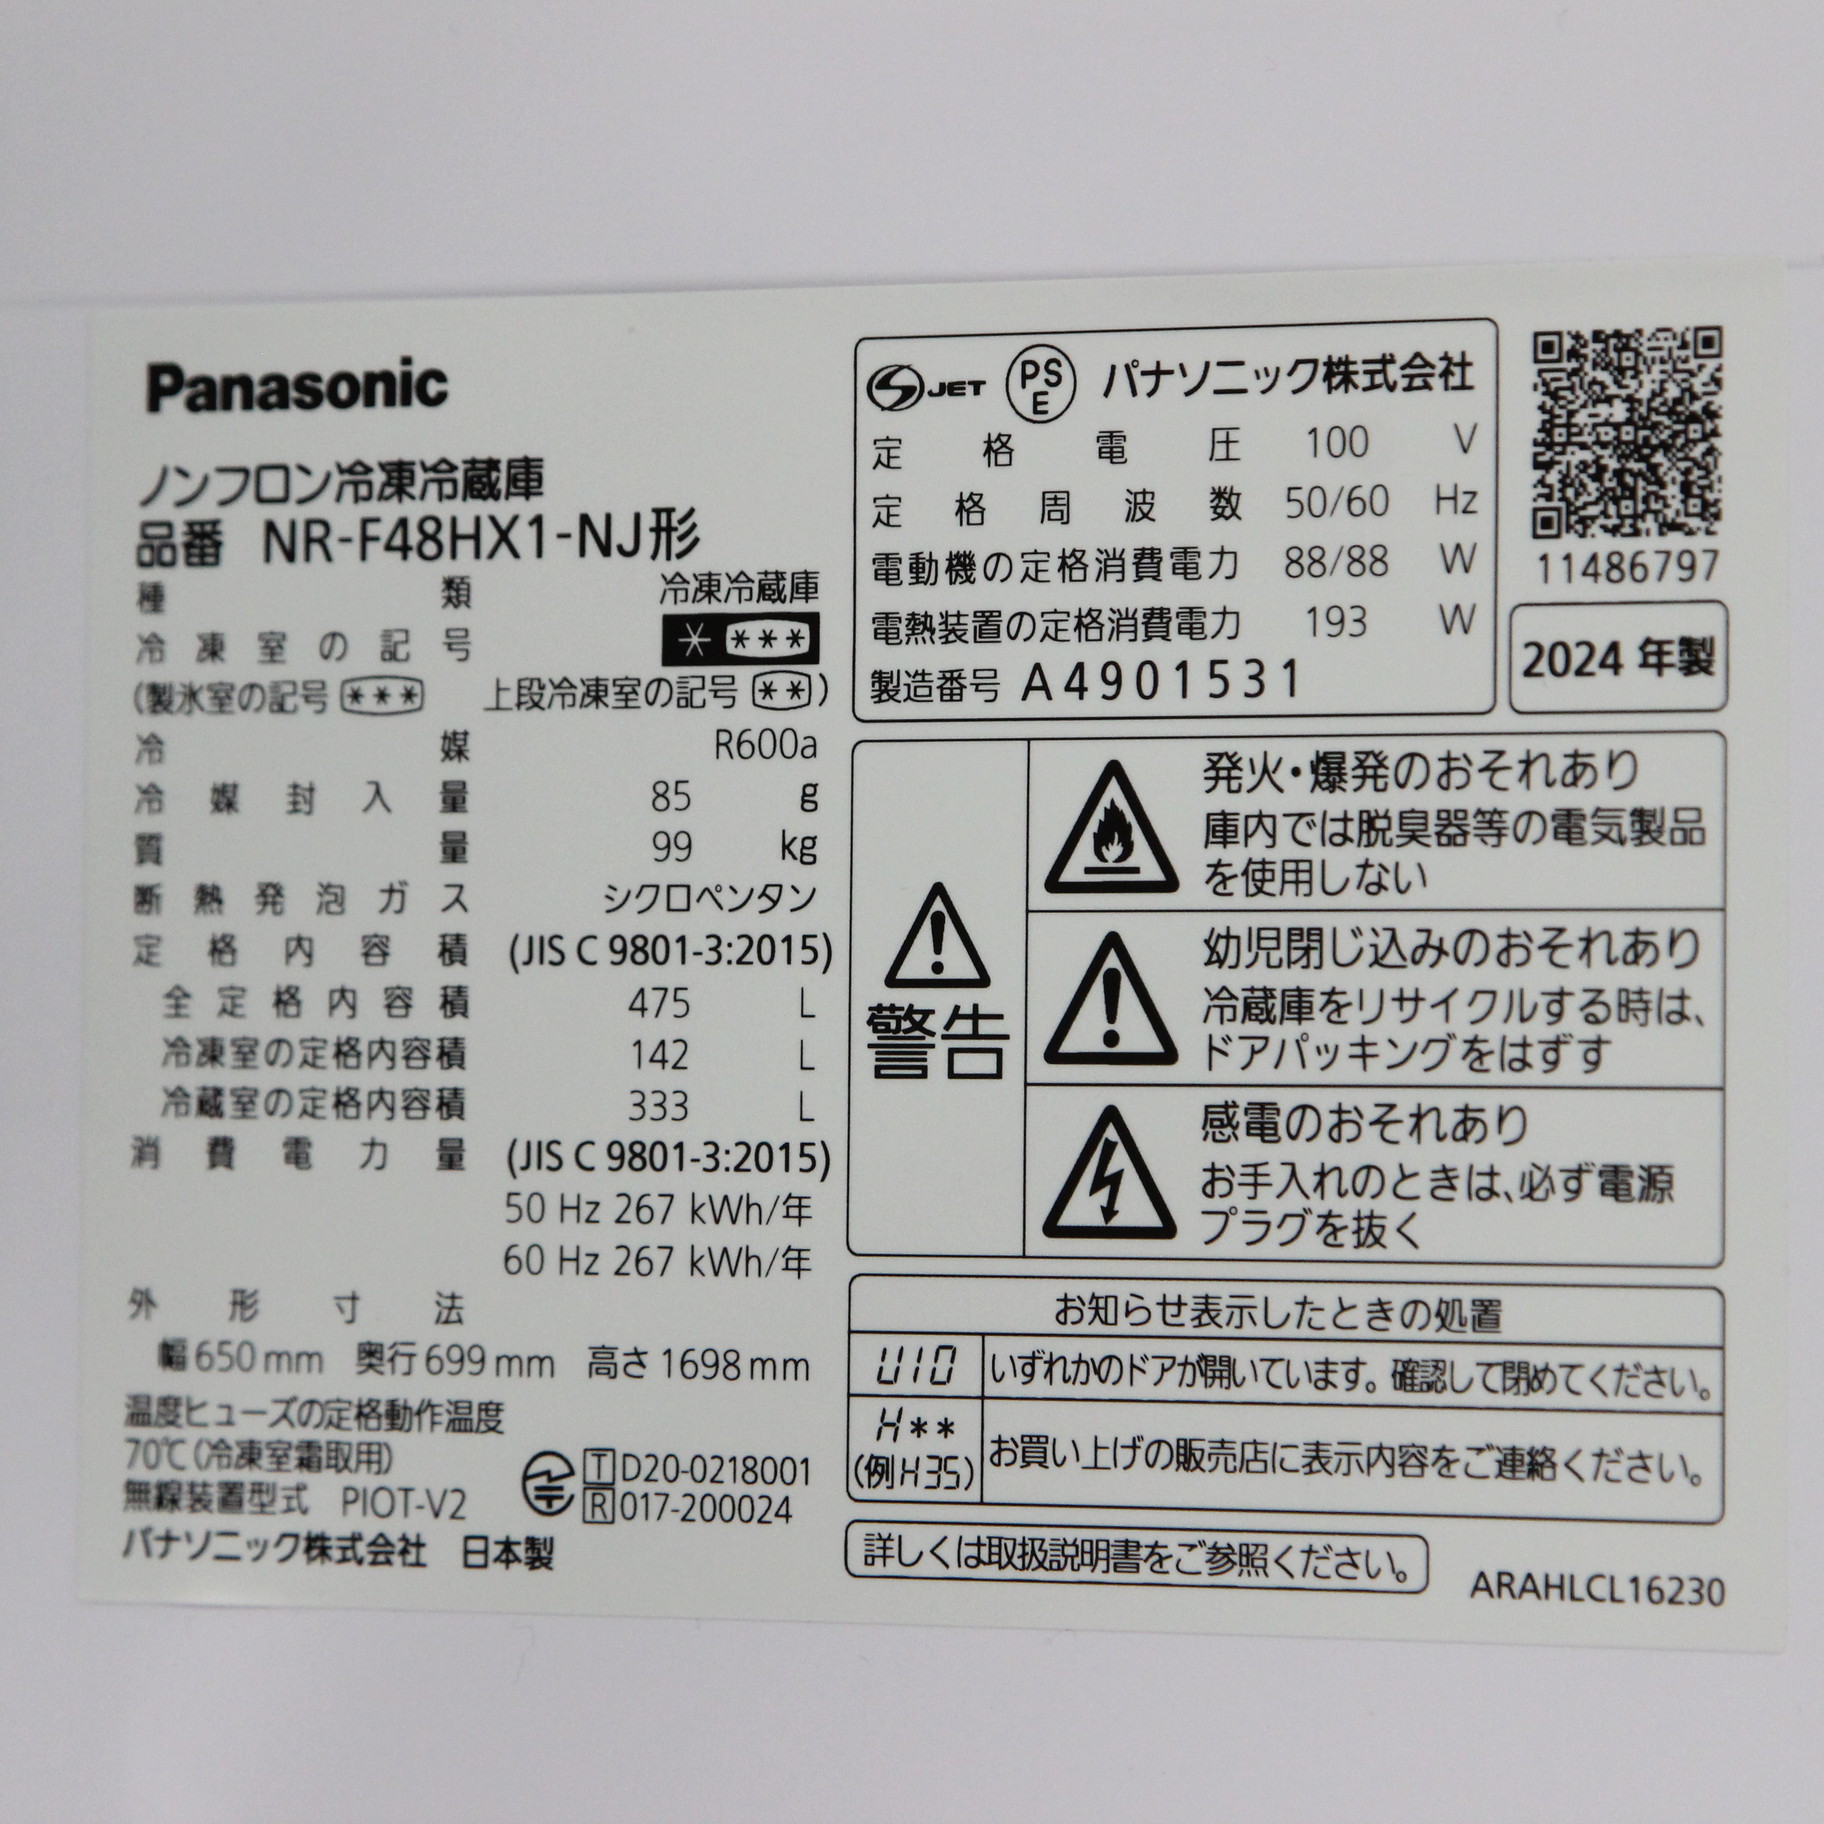 Panasonic
ノンフロン冷凍冷蔵庫
品番 NR-F48HX1-NJ形
種類 冷凍冷蔵庫
冷凍室の記号 * ***
(製氷室の記号 *** 上段冷凍室の記号 **)
冷媒 R600a
冷媒封入量 85 g
質量 99 kg
断熱発泡ガス シクロペンタン
定格内容積 (JIS C 9801-3:2015)
全定格内容積 475 L
冷凍室の定格内容積 142 L
冷蔵室の定格内容積 333 L
消費電力量 (JIS C 9801-3:2015)
50 Hz 267 kWh/年
60 Hz 267 kWh/年
外形寸法
幅650mm 奥行699mm 高さ1698mm
温度ヒューズの定格動作温度
70℃(冷凍室霜取用)
無線装置型式 PIOT-V2
T D20-0218001
R 017-200024
パナソニック株式会社 日本製
S JET PSE パナソニック株式会社
定格電圧 100 V
定格周波数 50/60 Hz
電動機の定格消費電力 88/88 W
電熱装置の定格消費電力 193 W
製造番号 A4901531
11486797
2024年製
警告
発火・爆発のおそれあり
庫内では脱臭器等の電気製品
を使用しない
幼児閉じ込みのおそれあり
冷蔵庫をリサイクルする時は、
ドアパッキングをはずす
感電のおそれあり
お手入れのときは、必ず電源
プラグを抜く
お知らせ表示したときの処置
U10 いずれかのドアが開いています。確認して閉めてください。
H**
(例H35) お買い上げの販売店に表示内容をご連絡ください。
詳しくは取扱説明書をご参照ください。
ARAHLCL16230